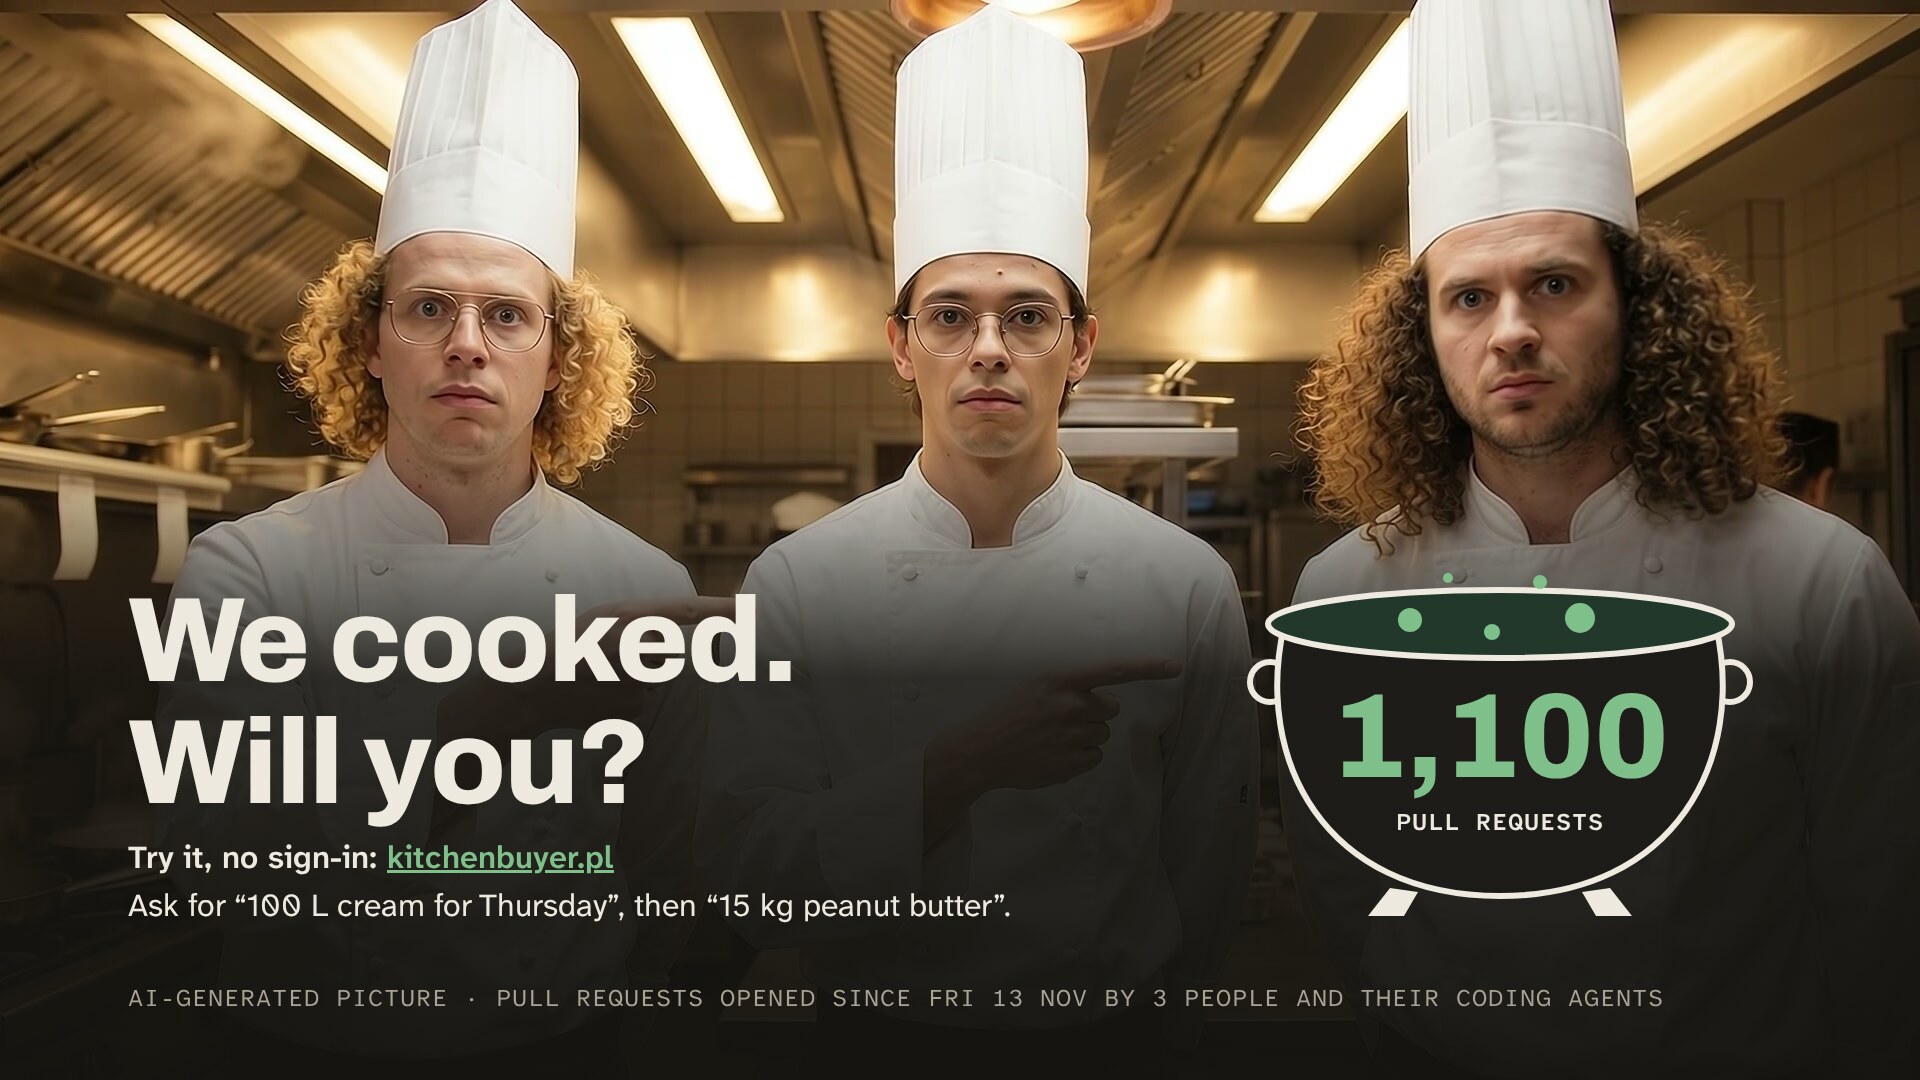 We cooked.
Will you?
Try it, no sign-in: kitchenbuyer.pl
Ask for “100 L cream for Thursday”, then “15 kg peanut butter”.
1,100
PULL REQUESTS
AI-GENERATED PICTURE · PULL REQUESTS OPENED SINCE FRI 13 NOV BY 3 PEOPLE AND THEIR CODING AGENTS